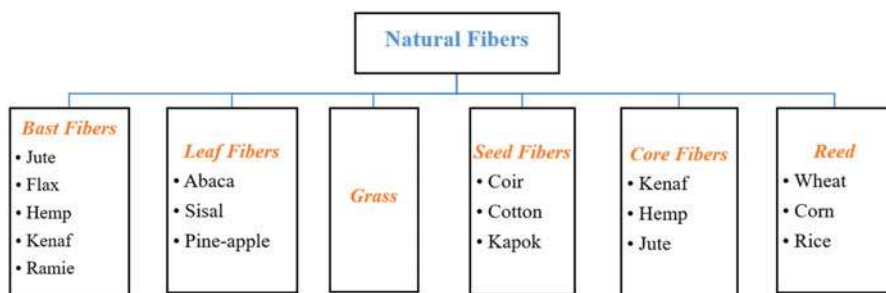 Natural Fibers
Bast Fibers
• Jute
• Flax
• Hemp
• Kenaf
• Ramie
Leaf Fibers
• Abaca
• Sisal
• Pine-apple
Grass
Seed Fibers
• Coir
• Cotton
• Kapok
Core Fibers
• Kenaf
• Hemp
• Jute
Reed
• Wheat
• Corn
• Rice